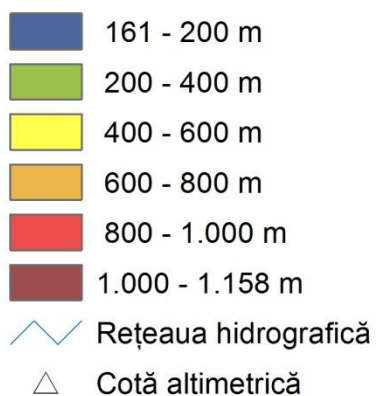 161 - 200 m
200 - 400 m
400 - 600 m
600 - 800 m
800 - 1.000 m
1.000 - 1.158 m
Rețeaua hidrografică
Cotă altimetrică